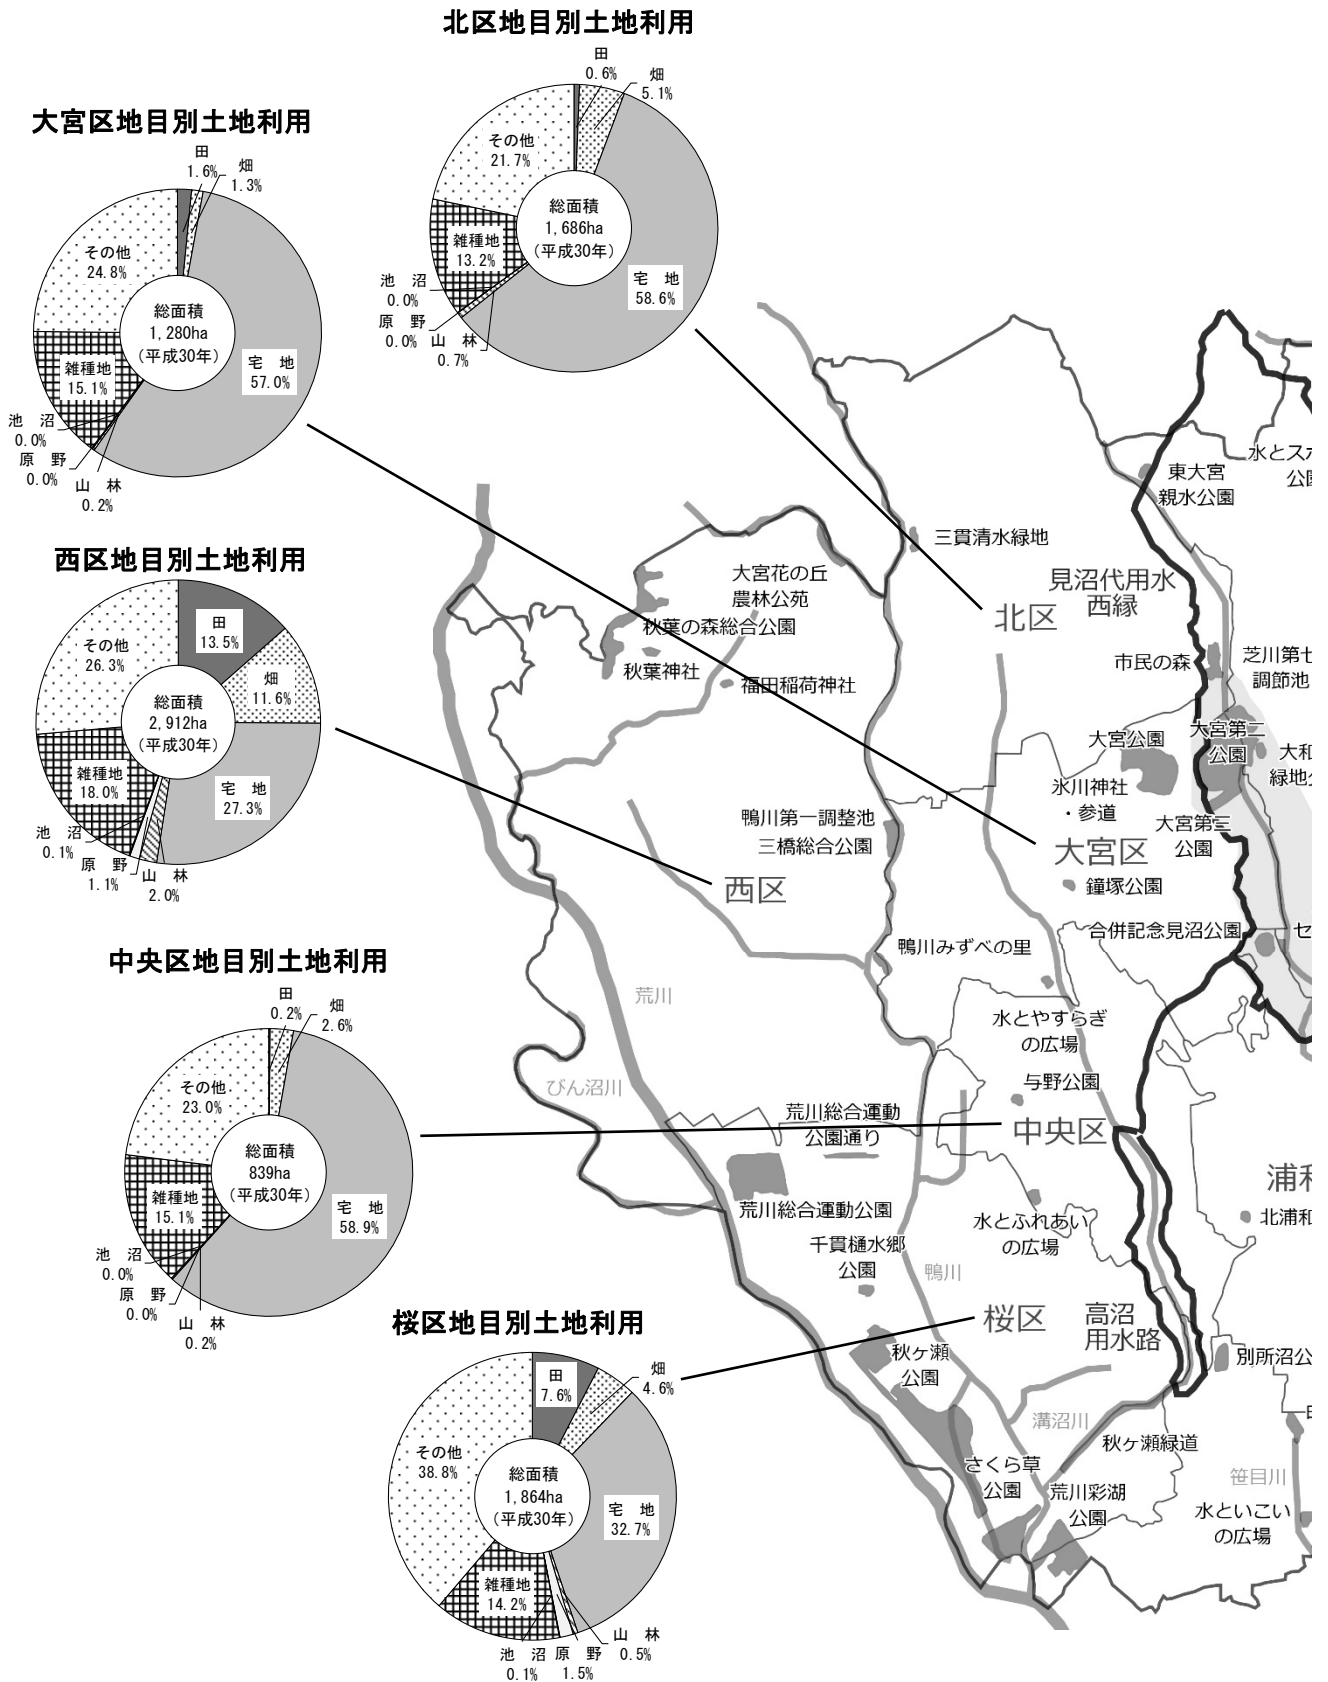 北区地目別土地利用
田
0.6%
畑
5.1%
その他
21.7%
総面積
1,686ha
(平成30年)
雑種地
13.2%
宅 地
58.6%
池 沼
0.0%
原 野
0.0%
山 林
0.7%
大宮区地目別土地利用
田
1.6%
畑
1.3%
その他
24.8%
総面積
1,280ha
(平成30年)
雑種地
15.1%
宅 地
57.0%
池 沼
0.0%
原 野
0.0%
山 林
0.2%
西区地目別土地利用
田
13.5%
畑
11.6%
その他
26.3%
総面積
2,912ha
(平成30年)
雑種地
18.0%
宅 地
27.3%
池 沼
0.1%
原 野
1.1%
山 林
2.0%
中央区地目別土地利用
田
0.2%
畑
2.6%
その他
23.0%
総面積
839ha
(平成30年)
雑種地
15.1%
宅 地
58.9%
池 沼
0.0%
原 野
0.0%
山 林
0.2%
桜区地目別土地利用
田
7.6%
畑
4.6%
その他
38.8%
総面積
1,864ha
(平成30年)
宅 地
32.7%
雑種地
14.2%
山 林
0.5%
池 沼
0.1%
原 野
1.5%
水とスポ
公園
東大宮
親水公園
三貫清水緑地
大宮花の丘
農林公苑
見沼代用水
西縁
北区
秋葉の森総合公園
秋葉神社
福田稲荷神社
市民の森
芝川第七
調節池
大宮公園
大宮第二
公園
大和
緑地公
氷川神社
・参道
鴨川第一調整池
三橋総合公園
大宮第三
公園
大宮区
西区
鐘塚公園
合併記念見沼公園
セ
鴨川みずべの里
荒川
水とやすらぎ
の広場
びん沼川
与野公園
荒川総合運動
公園通り
中央区
浦和
荒川総合運動公園
水とふれあい
の広場
北浦和
千貫樋水郷
公園
鴨川
桜区
高沼
用水路
秋ヶ瀬
公園
別所沼公
溝沼川
秋ヶ瀬緑道
さくら草
公園
荒川彩湖
公園
笹目川
水といこい
の広場